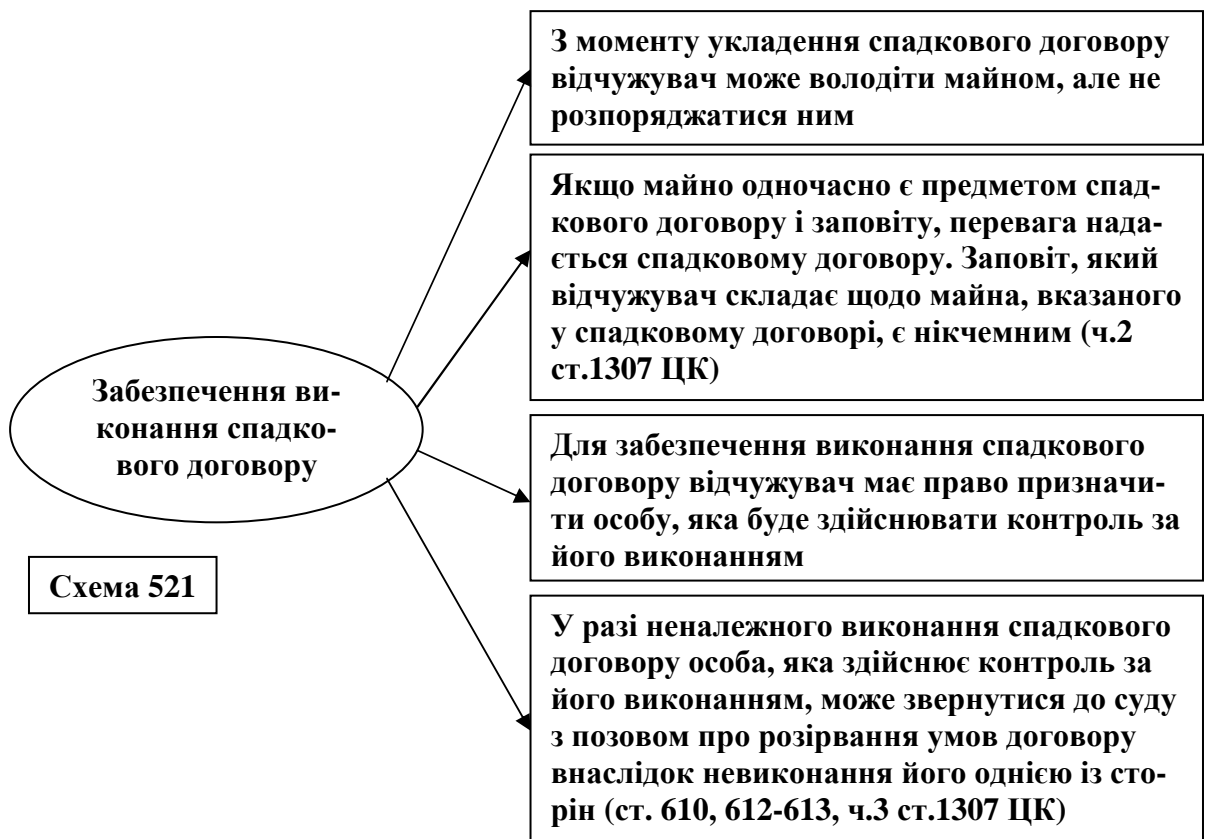 З моменту укладення спадкового договору
відчужувач може володіти майном, але не
розпоряджатися ним
Якщо майно одночасно є предметом спад-
кового договору і заповіту, перевага нада-
ється спадковому договору. Заповіт, який
відчужувач складає щодо майна, вказаного
у спадковому договорі, є нікчемним (ч.2
ст.1307 ЦК)
Забезпечення ви-
конання спадко-
вого договору
Для забезпечення виконання спадкового
договору відчужувач має право призначи-
ти особу, яка буде здійснювати контроль за
його виконанням
Схема 521
У разі неналежного виконання спадкового
договору особа, яка здійснює контроль за
його виконанням, може звернутися до суду
з позовом про розірвання умов договору
внаслідок невиконання його однією із сто-
рін (ст. 610, 612-613, ч.3 ст.1307 ЦК)